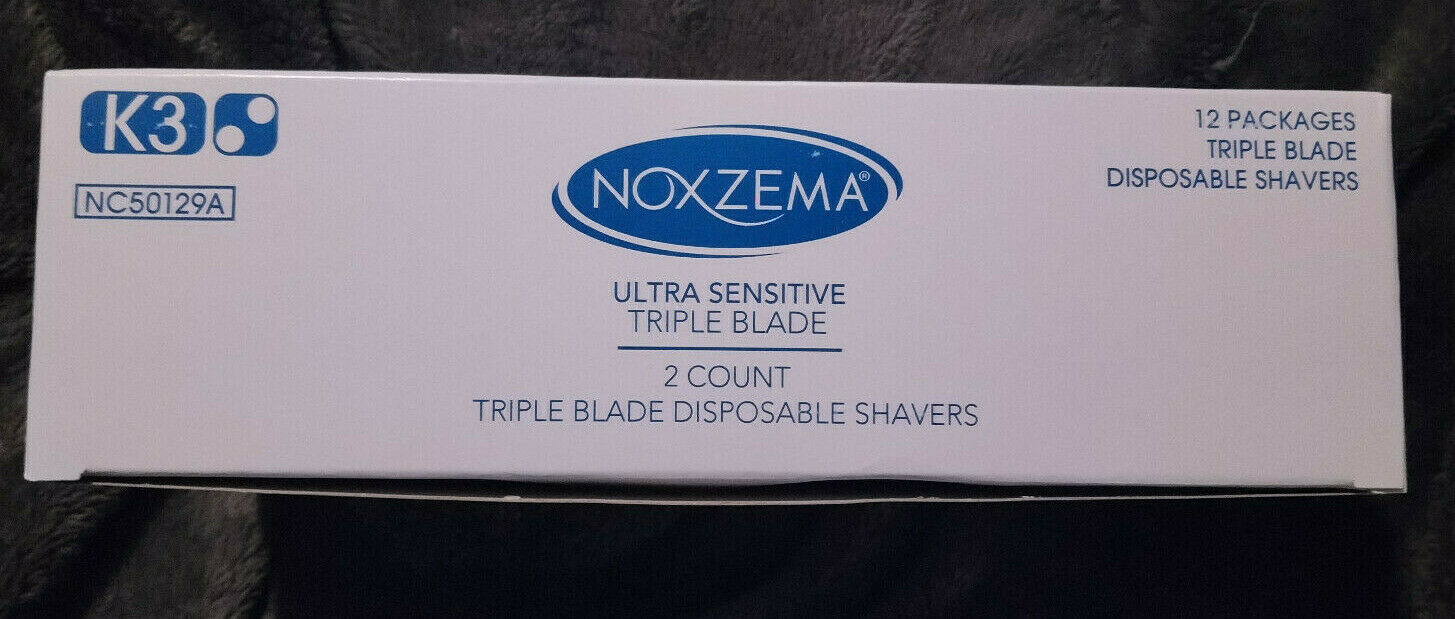 K3
NC50129A
NOXZEMA®
ULTRA SENSITIVE
TRIPLE BLADE
2 COUNT
TRIPLE BLADE DISPOSABLE SHAVERS
12 PACKAGES
TRIPLE BLADE
DISPOSABLE SHAVERS